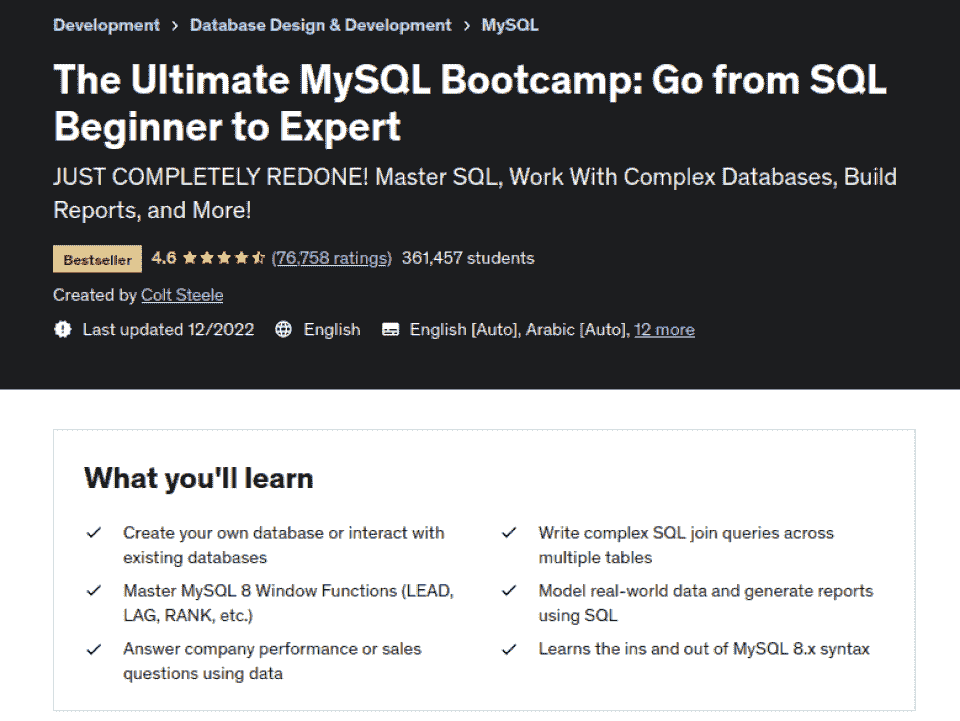 Development > Database Design & Development > MySQL
The Ultimate MySQL Bootcamp: Go from SQL
Beginner to Expert
JUST COMPLETELY REDONE! Master SQL, Work With Complex Databases, Build
Reports, and More!
Bestseller 4.6 (76,758 ratings) 361,457 students
Created by Colt Steele
Last updated 12/2022 English English [Auto], Arabic [Auto], 12 more
What you'll learn
Create your own database or interact with
existing databases
Master MySQL 8 Window Functions (LEAD,
LAG, RANK, etc.)
Answer company performance or sales
questions using data
Write complex SQL join queries across
multiple tables
Model real-world data and generate reports
using SQL
Learns the ins and out of MySQL 8.x syntax